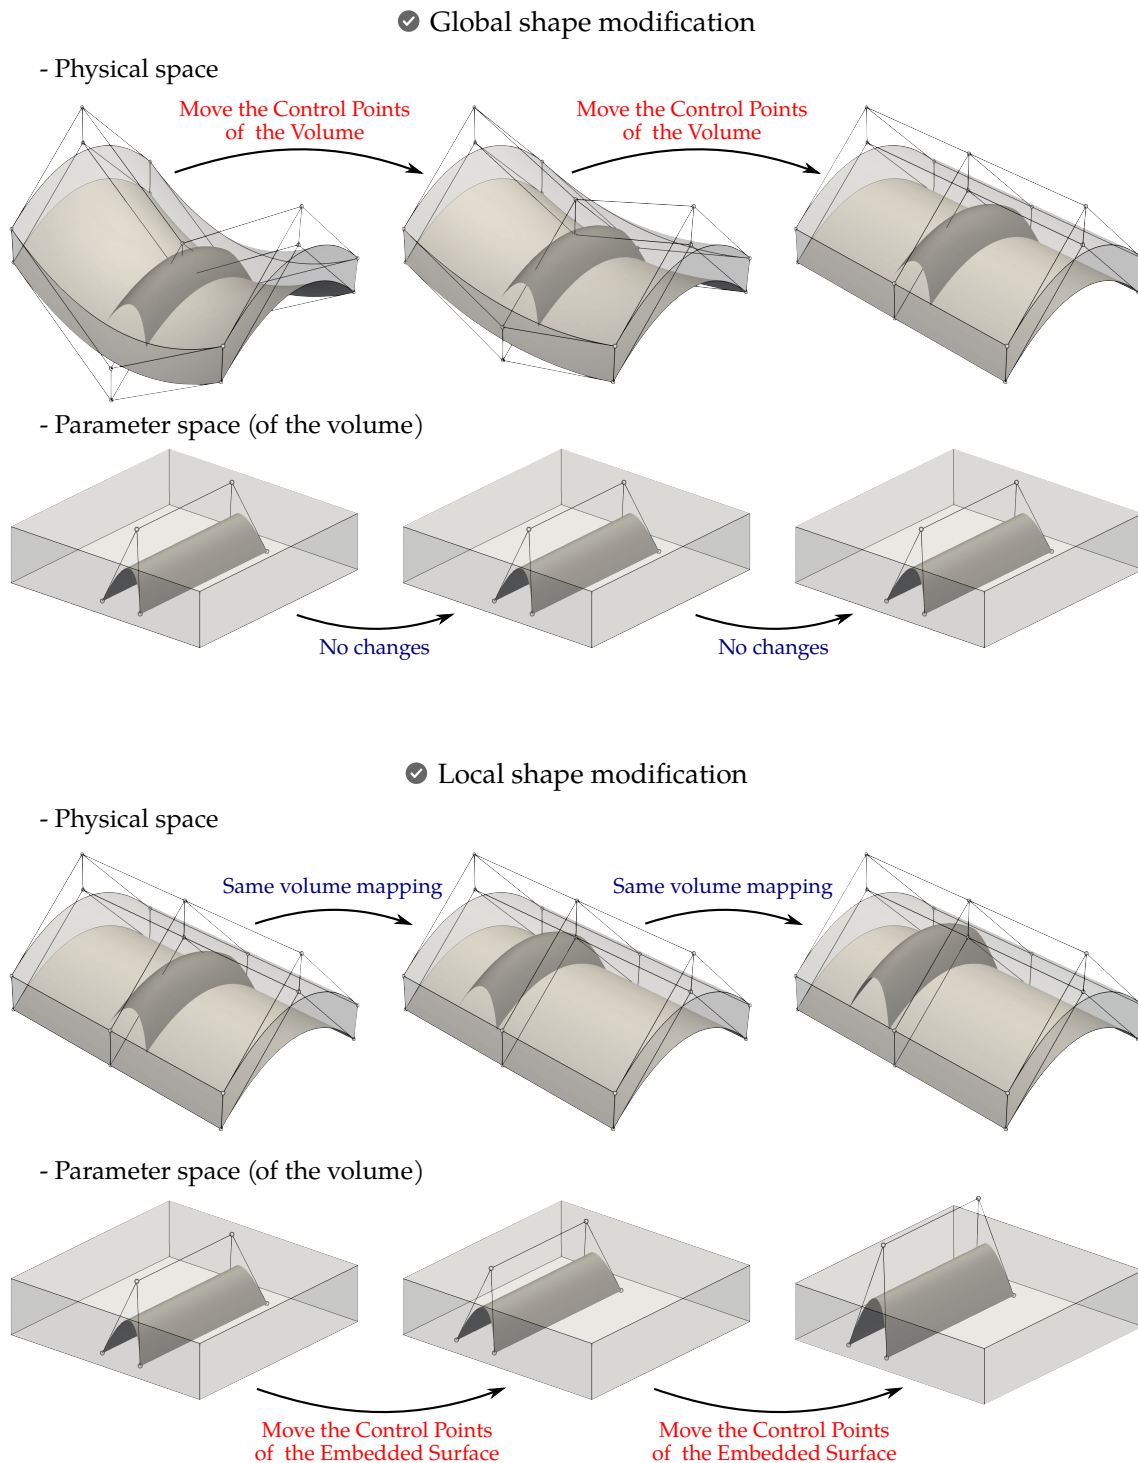 Global shape modification
- Physical space
Move the Control Points
of the Volume
Move the Control Points
of the Volume
- Parameter space (of the volume)
No changes
No changes
Local shape modification
- Physical space
Same volume mapping
Same volume mapping
- Parameter space (of the volume)
Move the Control Points
of the Embedded Surface
Move the Control Points
of the Embedded Surface